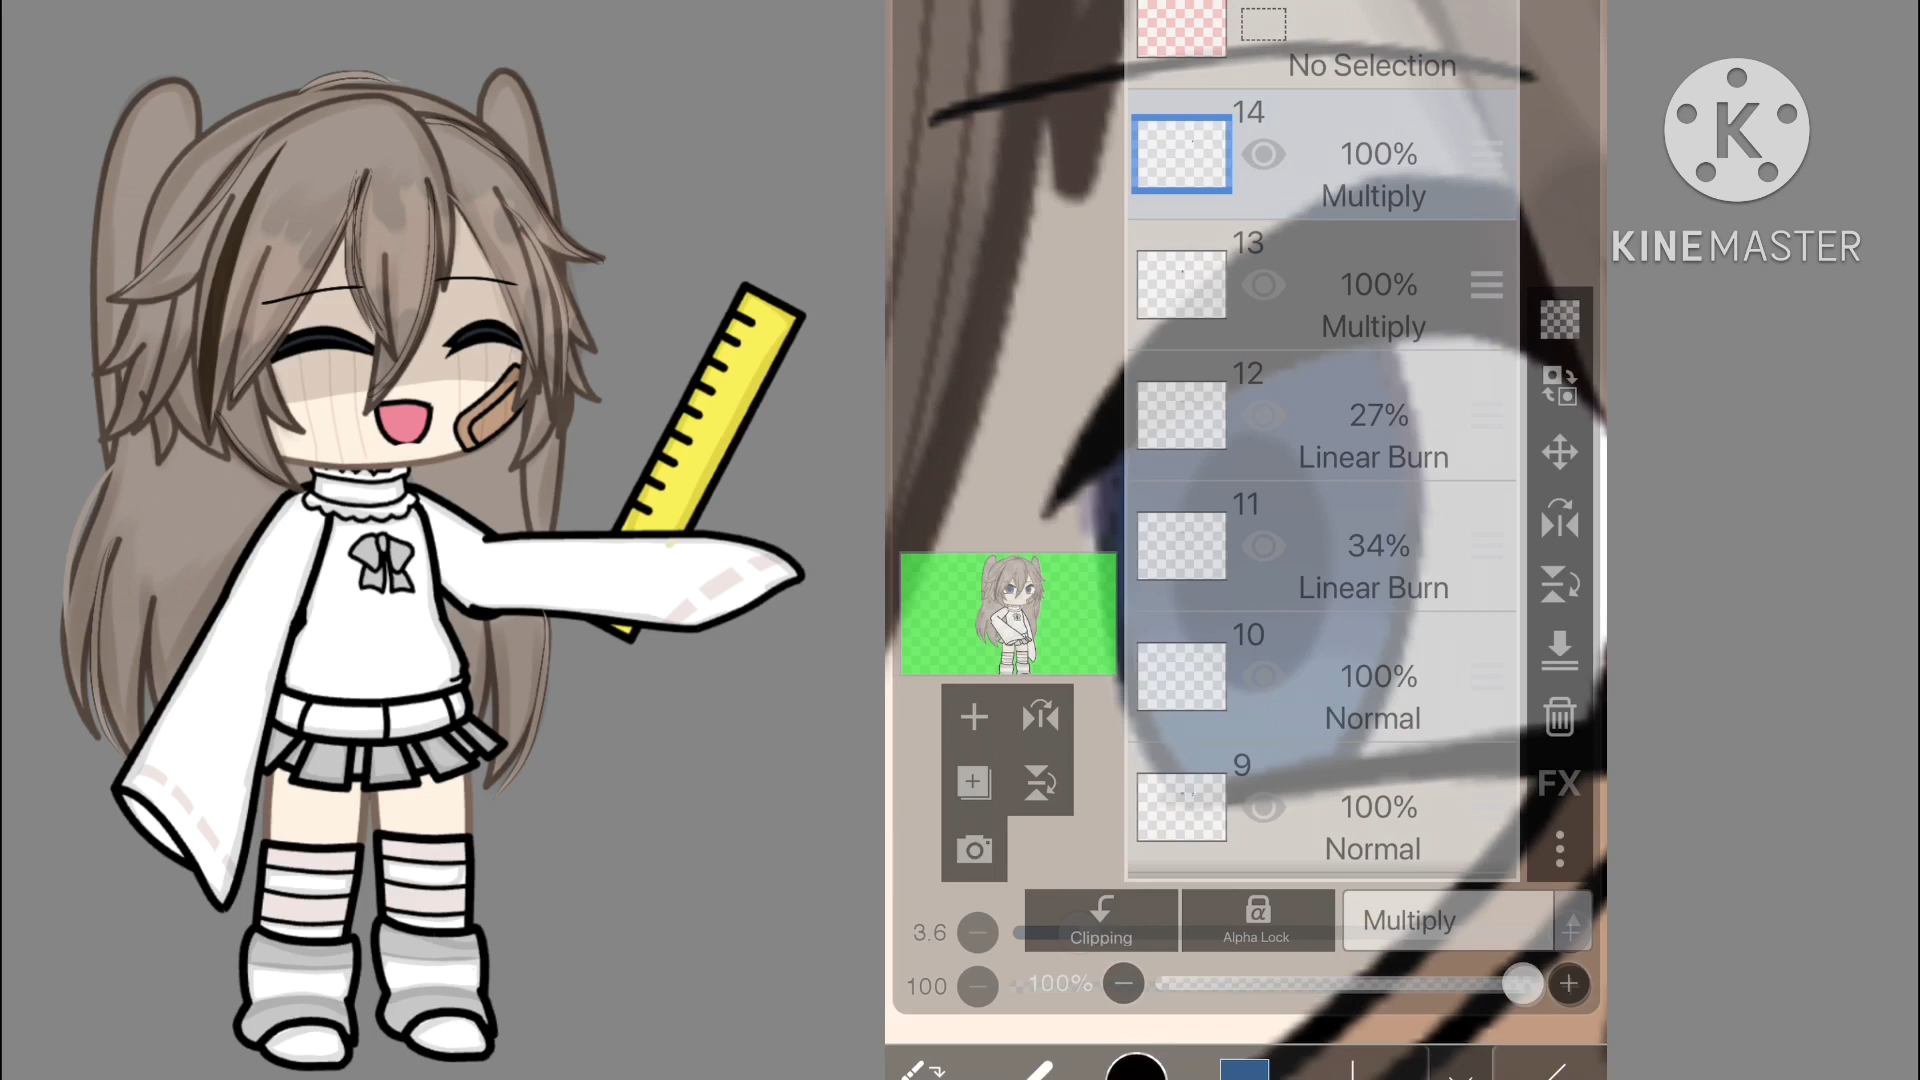 No Selection
14
100%
Multiply
13
100%
Multiply
12
27%
Linear Burn
11
34%
Linear Burn
10
100%
Normal
9
100%
Normal
FX
Clipping
α
Alpha Lock
Multiply
3.6
100
100%
K
KINEMASTER